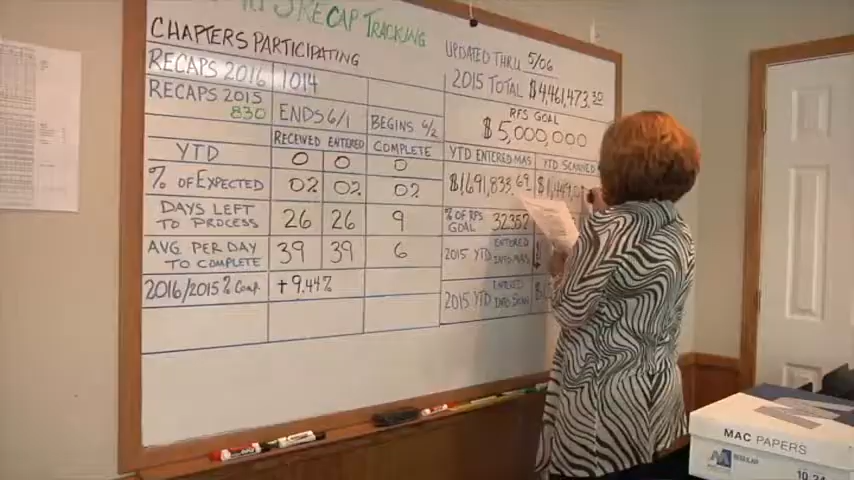 RECAP TRACKING
CHAPTERS PARTICIPATING
UPDATED THRU 5/06
RECAPS 2016 1014
2015 TOTAL $4,461,473.30
RECAPS 2015
830 ENDS 6/1 BEGINS 6/2
RFS GOAL
$5,000,000
RECEIVED ENTERED COMPLETE
YTD ENTERED MAS YTD SCANNED
YTD 0 0 0
% OF EXPECTED 0% 0% 0%
$1,691,833.69 $1,449,0
DAYS LEFT
TO PROCESS 26 26 9
% OF RFS
GOAL
AVG PER DAY
TO COMPLETE 39 39 6
2015 YTD ENTERED
INTO MAS
2016/2015 % Comp. +9.44%
2015 YTD ENTERED
INTO SCAN
MAC PAPERS